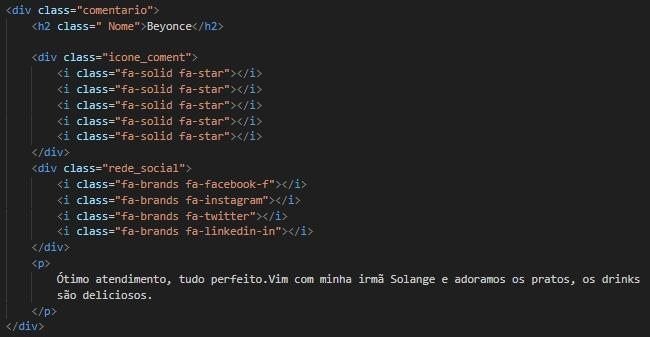 <div class="comentario">
<h2 class=" Nome">Beyonce</h2>
<div class="icone_coment">
<i class="fa-solid fa-star"></i>
<i class="fa-solid fa-star"></i>
<i class="fa-solid fa-star"></i>
<i class="fa-solid fa-star"></i>
<i class="fa-solid fa-star"></i>
</div>
<div class="rede_social">
<i class="fa-brands fa-facebook-f"></i>
<i class="fa-brands fa-instagram"></i>
<i class="fa-brands fa-twitter"></i>
<i class="fa-brands fa-linkedin-in"></i>
</div>
<p>
Ótimo atendimento, tudo perfeito.Vim com minha irmã Solange e adoramos os pratos, os drinks
são deliciosos.
</p>
</div>